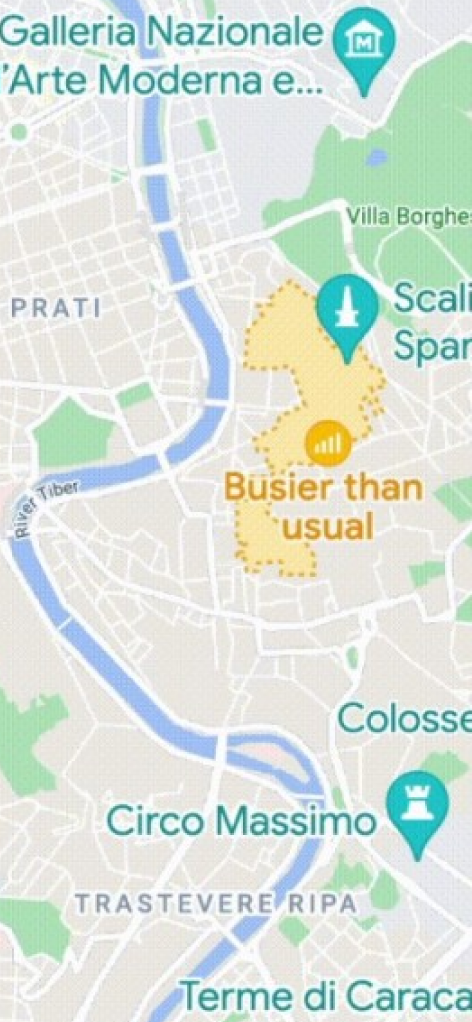 Galleria Nazionale
'Arte Moderna e...
M
Villa Borghes
PRATI
Scali
Spar
Busier than
usual
River Tiber
Colosse
Circo Massimo
TRASTEVERE RIPA
Terme di Caraca